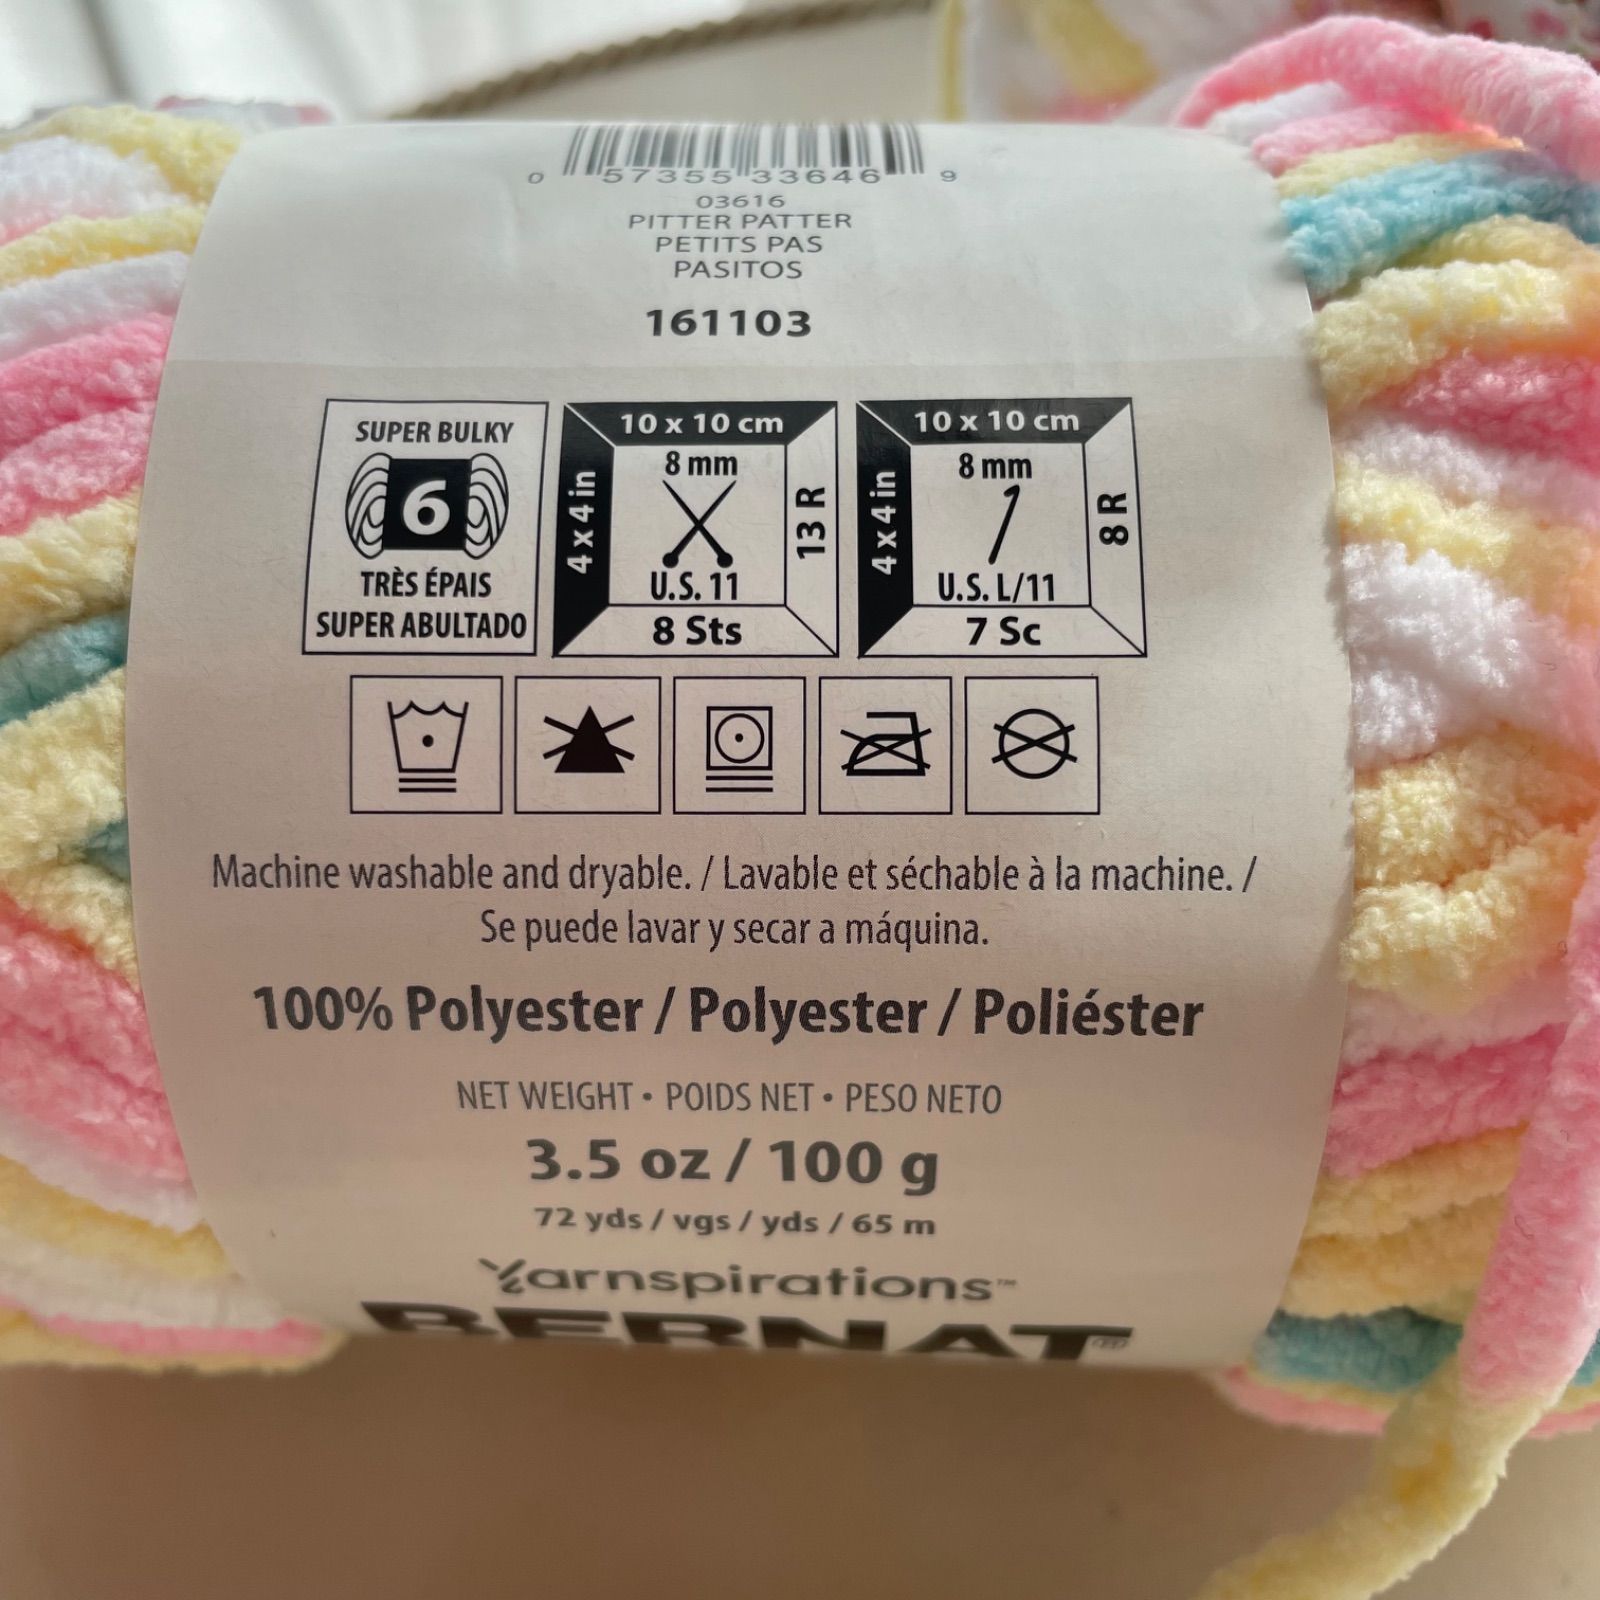 0 57355 33646 9
03616
PITTER PATTER
PETITS PAS
PASITOS
161103
SUPER BULKY
6
TRÈS ÉPAIS
SUPER ABULTADO
10 x 10 cm
4 x 4 in
8 mm
U.S. 11
13 R
8 Sts
10 x 10 cm
4 x 4 in
8 mm
U.S. L/11
8 R
7 Sc
Machine washable and dryable. / Lavable et séchable à la machine. /
Se puede lavar y secar a máquina.
100% Polyester / Polyester / Poliéster
NET WEIGHT • POIDS NET • PESO NETO
3.5 oz / 100 g
72 yds / vgs / yds / 65 m
Yarnspirations™
BERNAT®